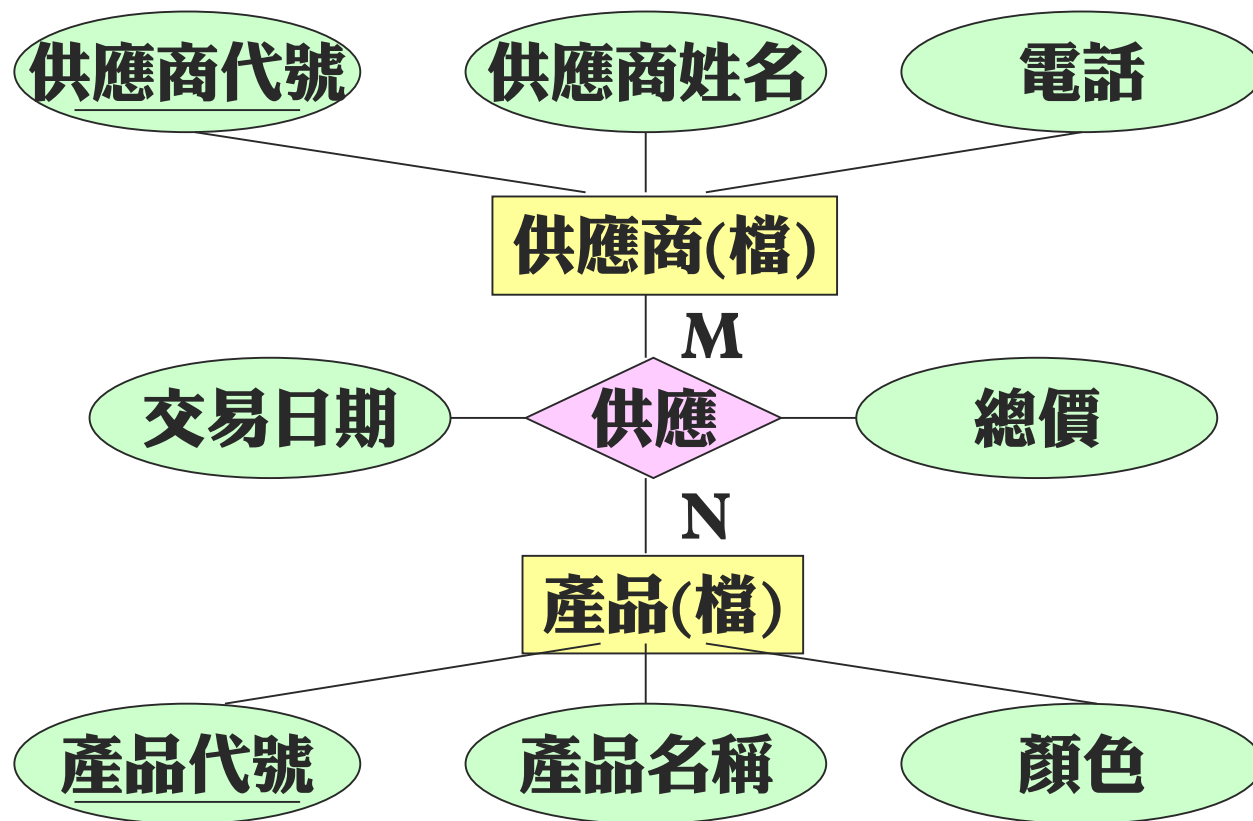 供應商代號
供應商姓名
電話
供應商(檔)
M
交易日期
供應
總價
N
產品(檔)
產品代號
產品名稱
顏色